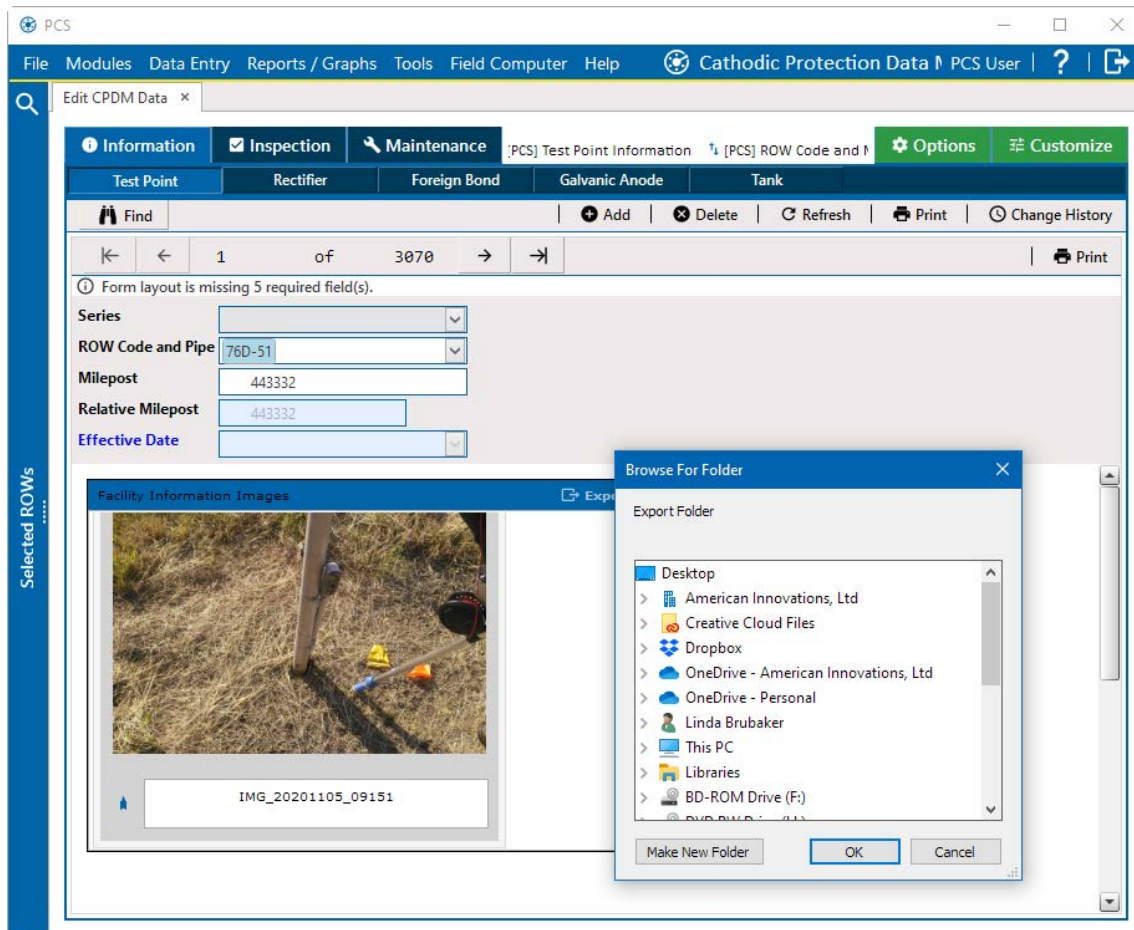 PCS
File Modules Data Entry Reports / Graphs Tools Field Computer Help Cathodic Protection Data PCS User ?
Edit CPDM Data ×
Information Inspection Maintenance [PCS] Test Point Information [PCS] ROW Code and Options Customize
Test Point Rectifier Foreign Bond Galvanic Anode Tank
Find Add Delete Refresh Print Change History
1 of 3070 Print
Form layout is missing 5 required field(s).
Series
ROW Code and Pipe 76D-51
Milepost 443332
Relative Milepost 443332
Effective Date
Selected ROWs
Facility Information Images Expo
IMG_20201105_09151
Browse For Folder
Export Folder
Desktop
American Innovations, Ltd
Creative Cloud Files
Dropbox
OneDrive - American Innovations, Ltd
OneDrive - Personal
Linda Brubaker
This PC
Libraries
BD-ROM Drive (F:)
Make New Folder OK Cancel